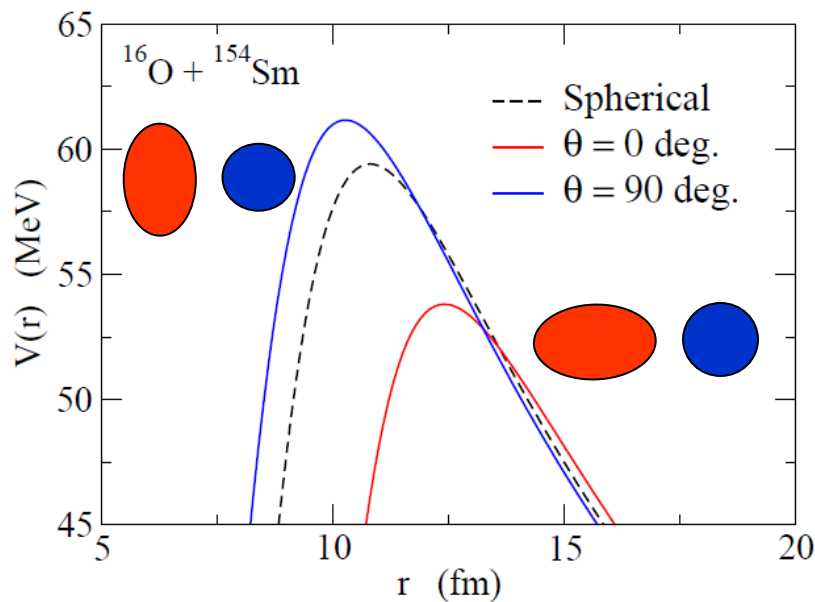 65
60
55
50
45
V(r) (MeV)
¹⁶O + ¹⁵⁴Sm
Spherical
θ = 0 deg.
θ = 90 deg.
5 10 15 20
r (fm)